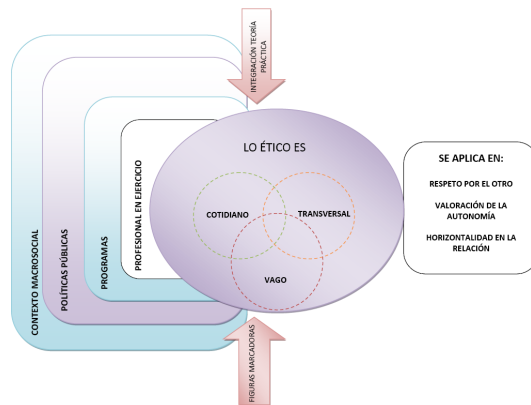 INTEGRACIÓN TEORÍA
PRÁCTICA
CONTEXTO MACROSOCIAL
POLÍTICAS PÚBLICAS
PROGRAMAS
PROFESIONAL EN EJERCICIO
LO ÉTICO ES
COTIDIANO
TRANSVERSAL
VAGO
SE APLICA EN:
RESPETO POR EL OTRO
VALORACIÓN DE LA
AUTONOMÍA
HORIZONTALIDAD EN LA
RELACIÓN
FIGURAS MARCADORAS